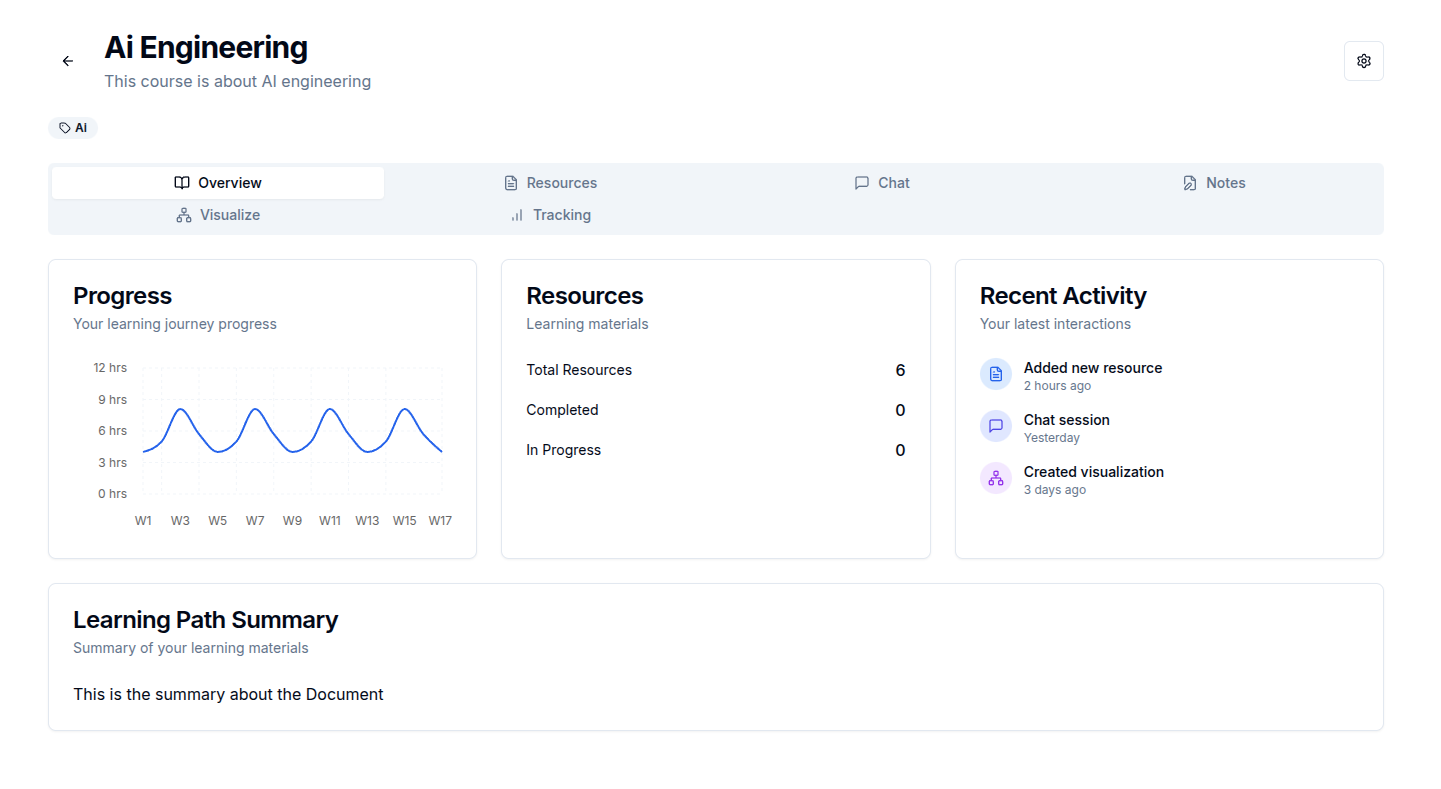 Ai Engineering
This course is about AI engineering
Ai
Overview
Resources
Chat
Notes
Visualize
Tracking
Progress
Your learning journey progress
12 hrs
9 hrs
6 hrs
3 hrs
0 hrs
W1 W3 W5 W7 W9 W11 W13 W15 W17
Resources
Learning materials
Total Resources 6
Completed 0
In Progress 0
Recent Activity
Your latest interactions
Added new resource
2 hours ago
Chat session
Yesterday
Created visualization
3 days ago
Learning Path Summary
Summary of your learning materials
This is the summary about the Document